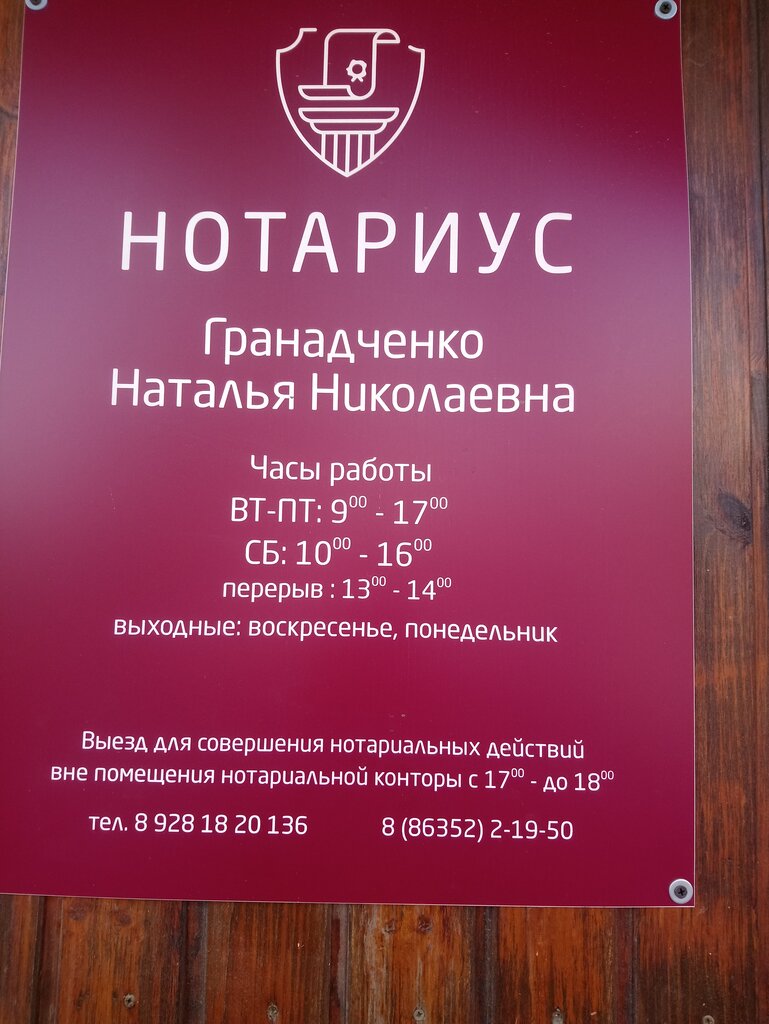 НОТАРИУС
Гранадченко
Наталья Николаевна
Часы работы
ВТ-ПТ: 9⁰⁰ - 17⁰⁰
СБ: 10⁰⁰ - 16⁰⁰
перерыв : 13⁰⁰ - 14⁰⁰
выходные: воскресенье, понедельник
Выезд для совершения нотариальных действий
вне помещения нотариальной конторы с 17⁰⁰ - до 18⁰⁰
тел. 8 928 18 20 136 8 (86352) 2-19-50